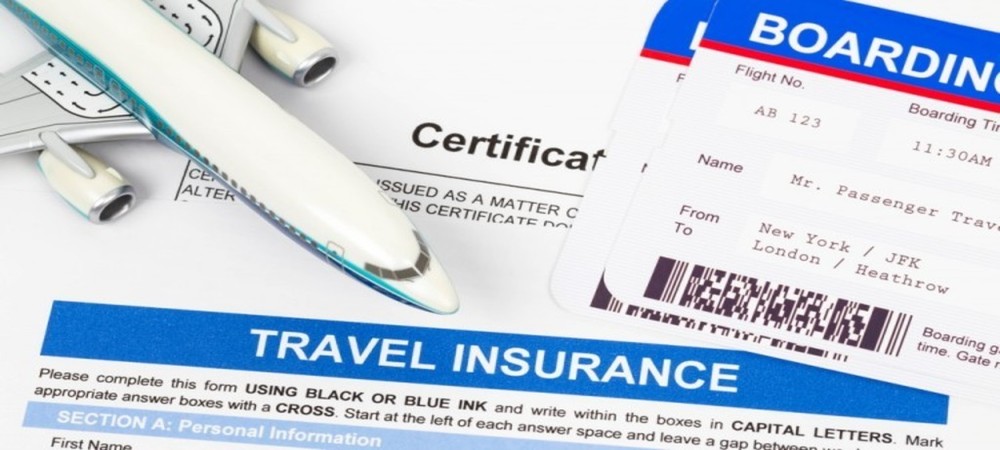 Certificat
ISSUED AS A MATTER
ALTER THIS CERTIFICATE
BOARDING
Flight No.
Boarding
AB 123
11:30AM
Name
Mr. Passenger
From
To
New York / JFK
London / Heathrow
Boarding
time. Gate
TRAVEL INSURANCE
Please complete this form USING BLACK OR BLUE INK and write within the boxes in CAPITAL LETTERS. Mark
appropriate answer boxes with a CROSS. Start at the left of each answer space and leave a gap between
SECTION A: Personal Information
First Name